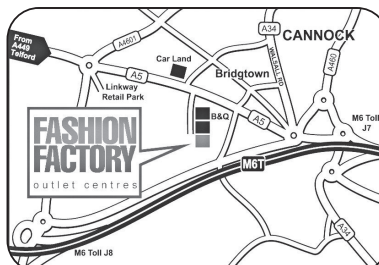 From
A449
Telford
A4601
Car Land
A34
CANNOCK
WALSALL RD
A460
A5
Bridgtown
Linkway
Retail Park
B&Q
A5
M6 Toll
J7
FASHION
FACTORY
outlet centres
M6T
A34
M6 Toll J8